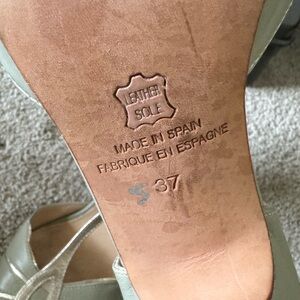 LEATHER
SOLE
MADE IN SPAIN
FABRIQUE EN ESPAGNE
37